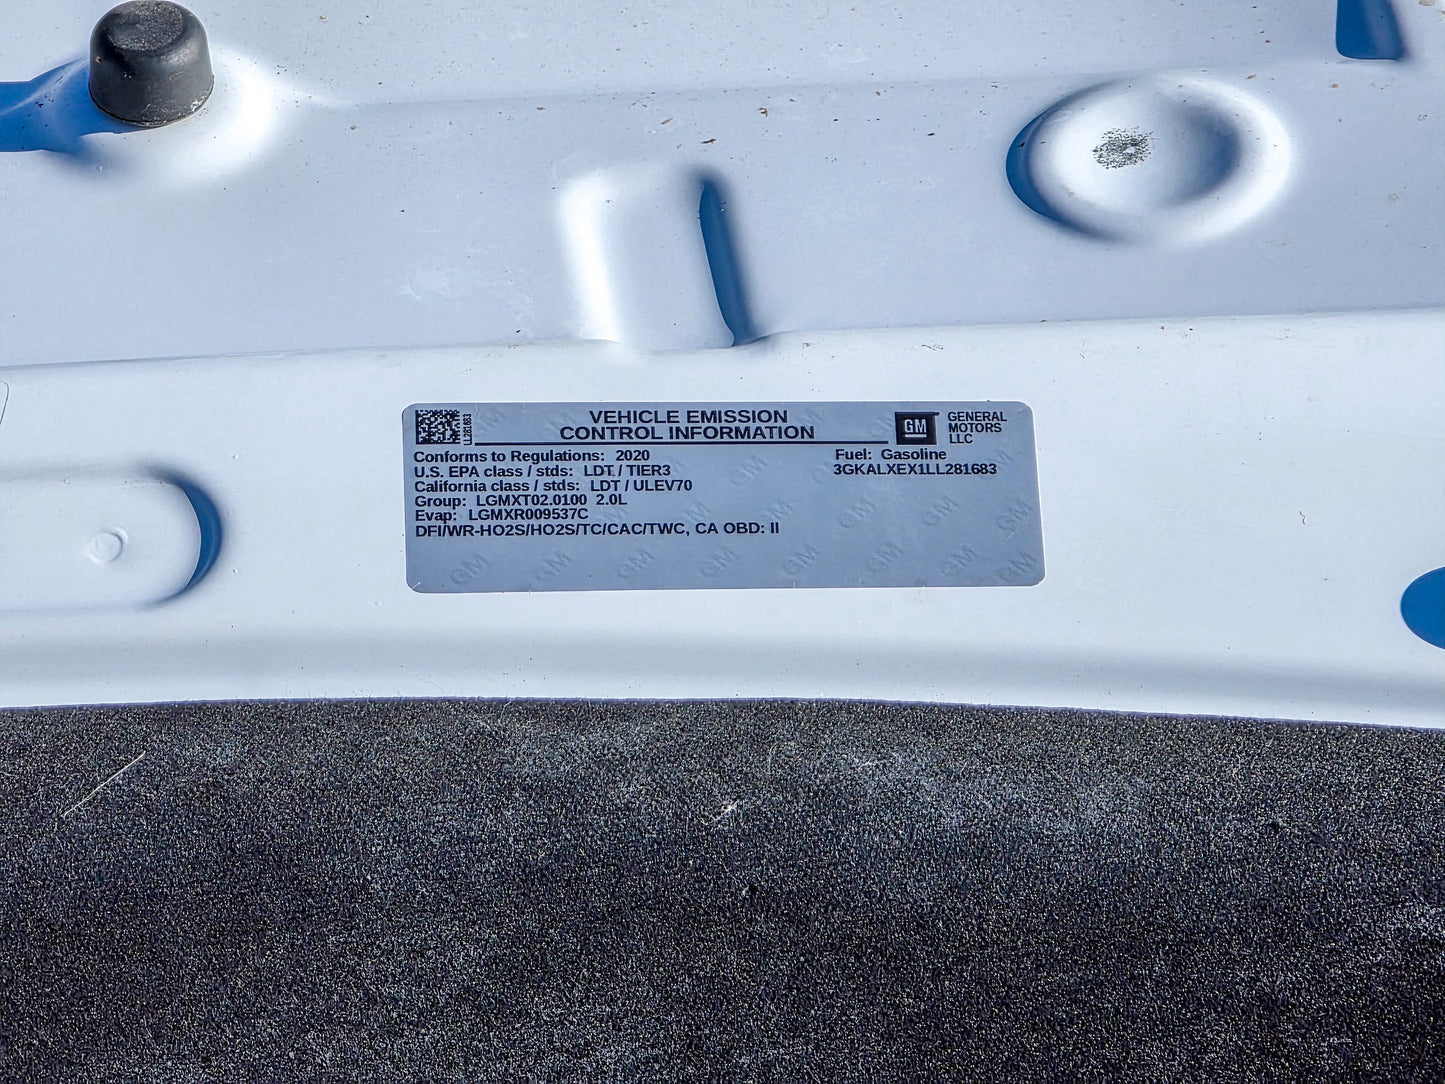 LL281683
VEHICLE EMISSION
CONTROL INFORMATION
GM
GENERAL
MOTORS
LLC
Conforms to Regulations: 2020
U.S. EPA class / stds: LDT / TIER3
California class / stds: LDT / ULEV70
Group: LGMXT02.0100 2.0L
Evap: LGMXR009537C
DFI/WR-HO2S/HO2S/TC/CAC/TWC, CA OBD: II
Fuel: Gasoline
3GKALXEX1LL281683